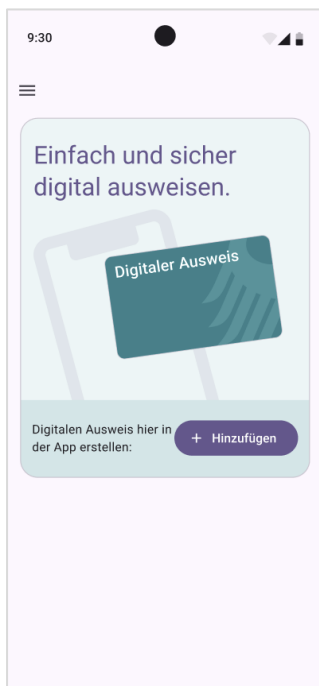 9:30
Einfach und sicher
digital ausweisen.
Digitaler Ausweis
Digitalen Ausweis hier in
der App erstellen:
+ Hinzufügen